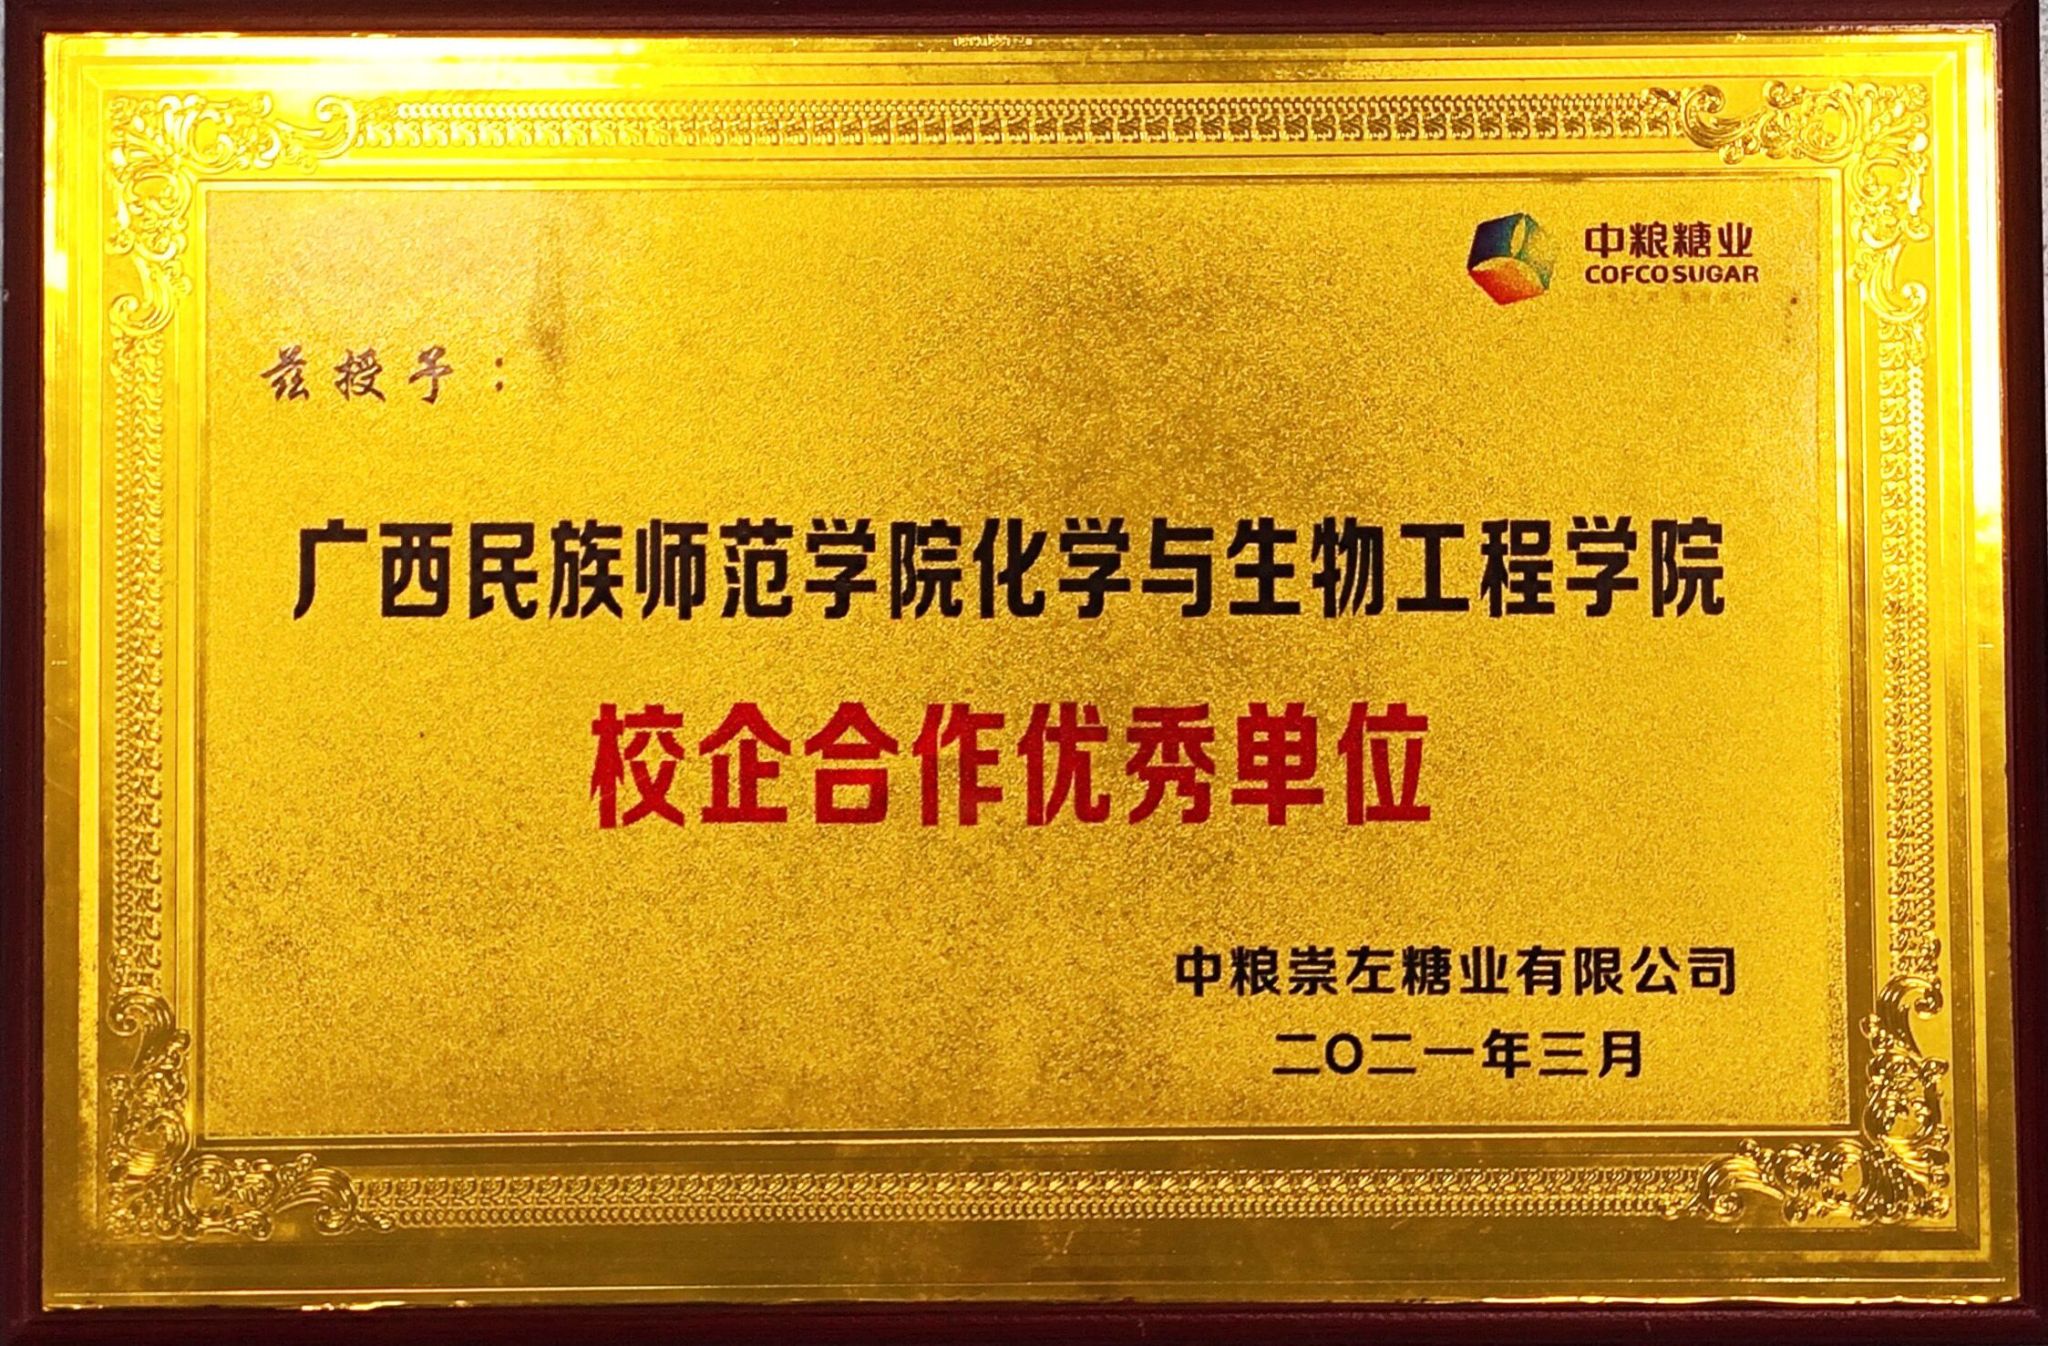 中粮糖业
COFCO SUGAR
兹授予：
广西民族师范学院化学与生物工程学院
校企合作优秀单位
中粮崇左糖业有限公司
二〇二一年三月